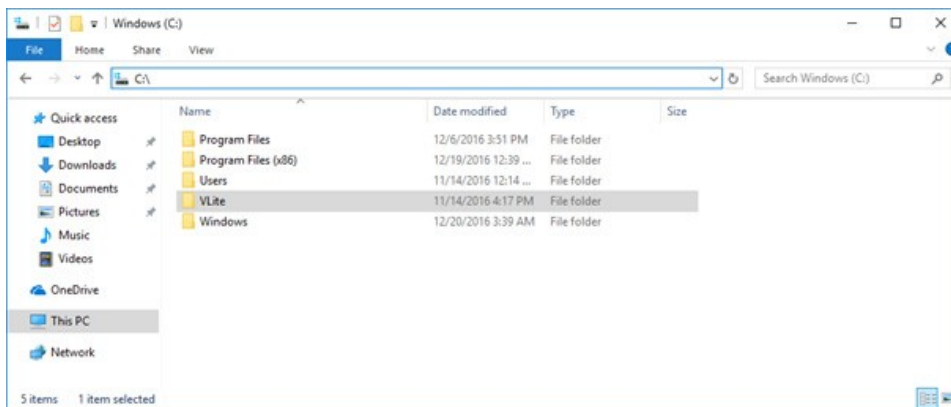 Windows (C:)
File Home Share View
C:\ Search Windows (C:)
Name Date modified Type Size
Quick access
Desktop
Downloads
Documents
Pictures
Music
Videos
OneDrive
This PC
Network
Program Files 12/6/2016 3:51 PM File folder
Program Files (x86) 12/19/2016 12:39 ... File folder
Users 11/14/2016 12:14 ... File folder
VLite 11/14/2016 4:17 PM File folder
Windows 12/20/2016 3:39 AM File folder
5 items 1 item selected